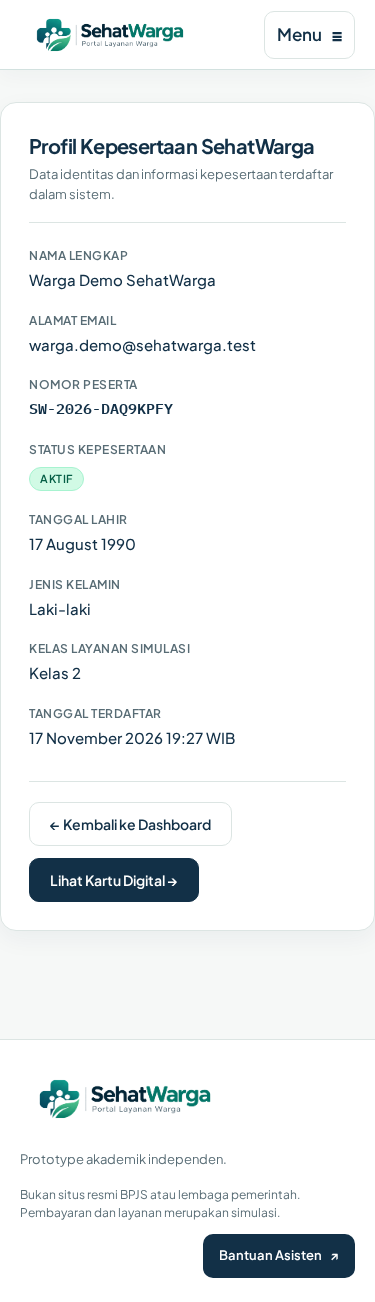 SehatWarga
Portal Layanan Warga
Menu
Profil Kepesertaan SehatWarga
Data identitas dan informasi kepesertaan terdaftar
dalam sistem.
NAMA LENGKAP
Warga Demo SehatWarga
ALAMAT EMAIL
warga.demo@sehatwarga.test
NOMOR PESERTA
SW-2026-DAQ9KPFY
STATUS KEPESERTAAN
AKTIF
TANGGAL LAHIR
17 August 1990
JENIS KELAMIN
Laki-laki
KELAS LAYANAN SIMULASI
Kelas 2
TANGGAL TERDAFTAR
17 November 2026 19:27 WIB
← Kembali ke Dashboard
Lihat Kartu Digital →
SehatWarga
Portal Layanan Warga
Prototype akademik independen.
Bukan situs resmi BPJS atau lembaga pemerintah.
Pembayaran dan layanan merupakan simulasi.
Bantuan Asisten ↗